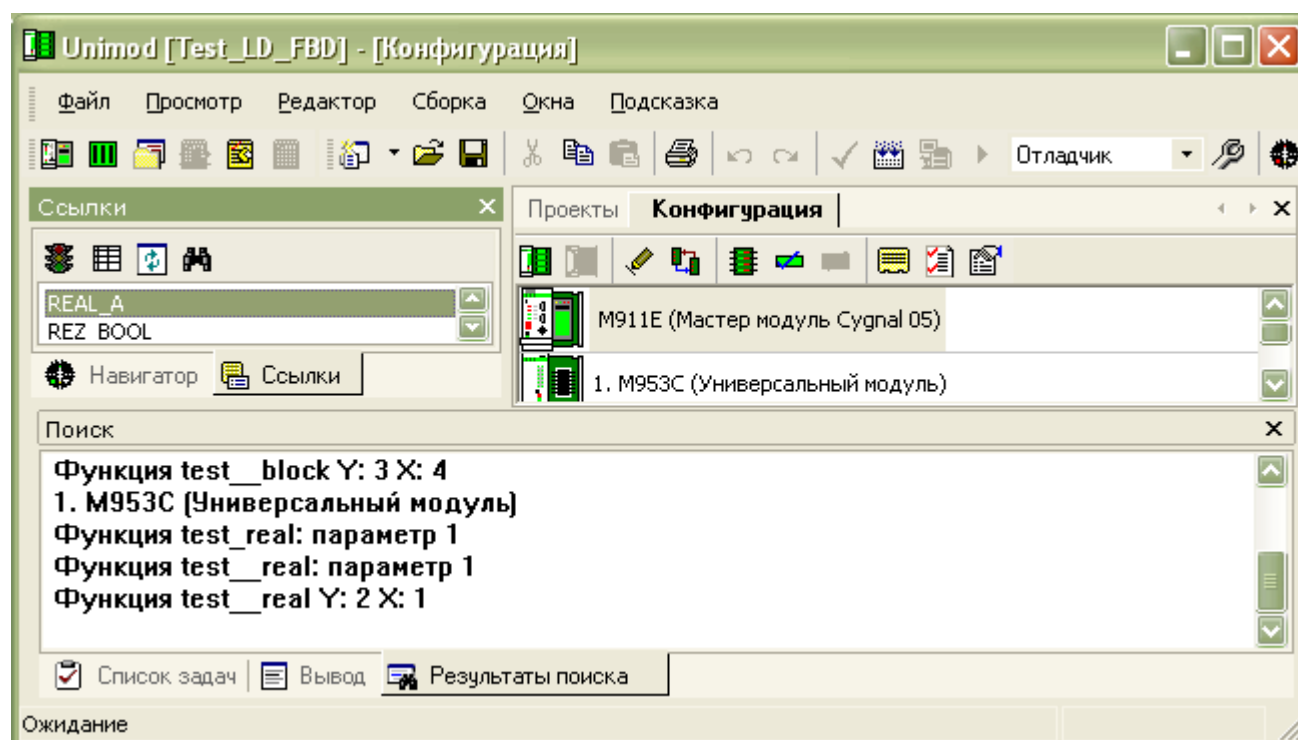 Unimod [Test_LD_FBD] - [Конфигурация]
Файл Просмотр Редактор Сборка Окна Подсказка
Отладчик
Ссылки
Проекты Конфигурация
REAL_A
REZ_BOOL
M911E (Мастер модуль Cygnal 05)
1. M953C (Универсальный модуль)
Навигатор Ссылки
Поиск
Функция test__block Y: 3 X: 4
1. M953C (Универсальный модуль)
Функция test_real: параметр 1
Функция test__real: параметр 1
Функция test__real Y: 2 X: 1
Список задач Вывод Результаты поиска
Ожидание